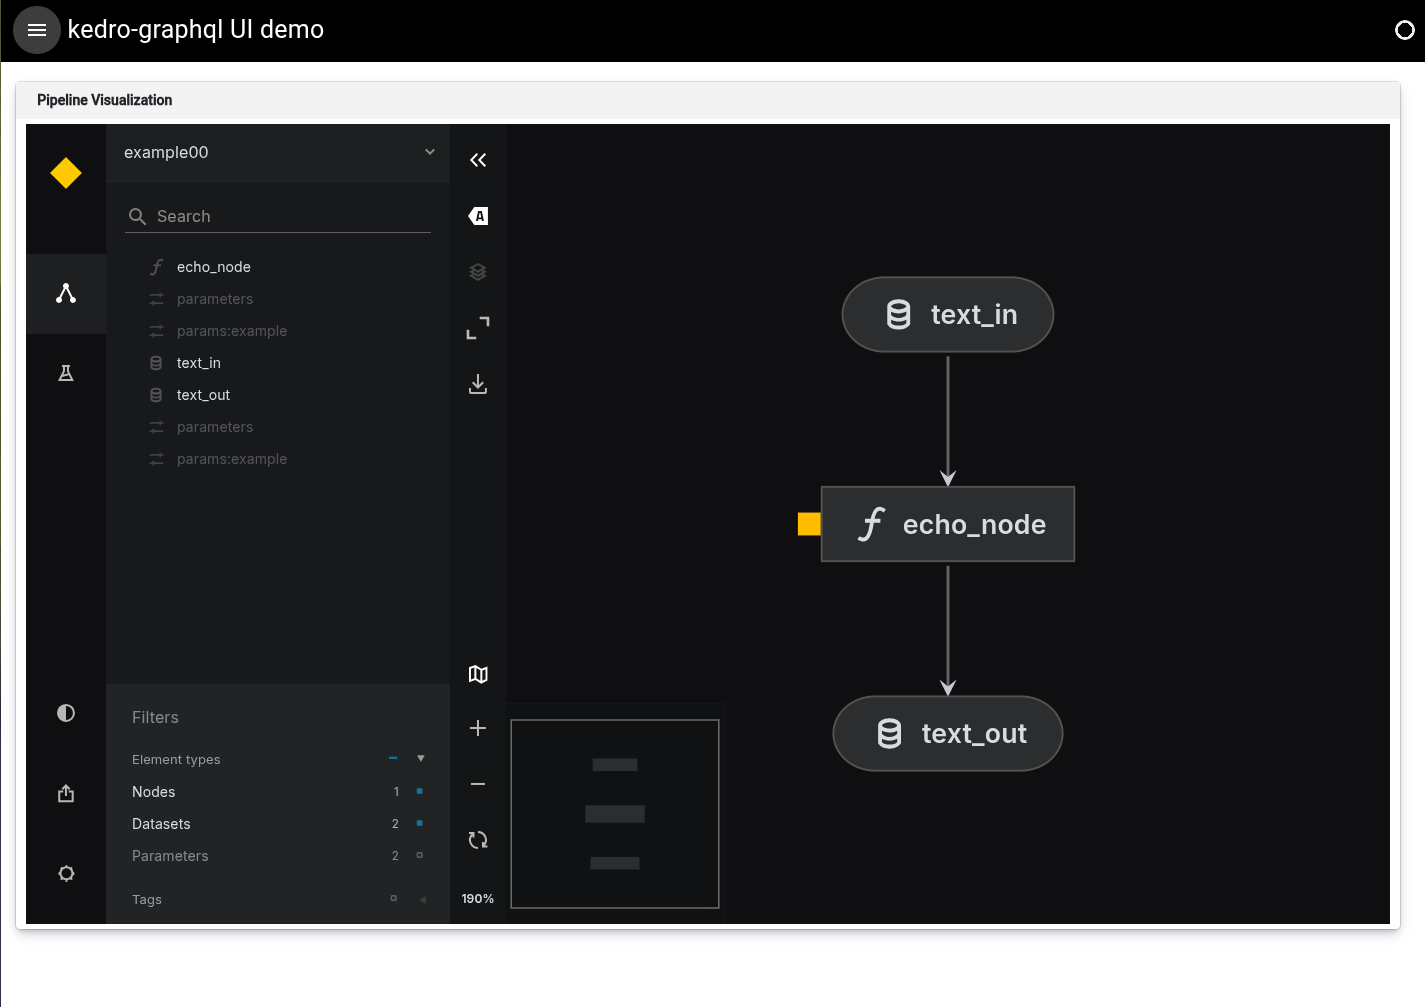 kedro-graphql UI demo
Pipeline Visualization
example00
Search
echo_node
parameters
params:example
text_in
text_out
parameters
params:example
Filters
Element types
Nodes 1
Datasets 2
Parameters 2
Tags
A
190%
text_in
echo_node
text_out